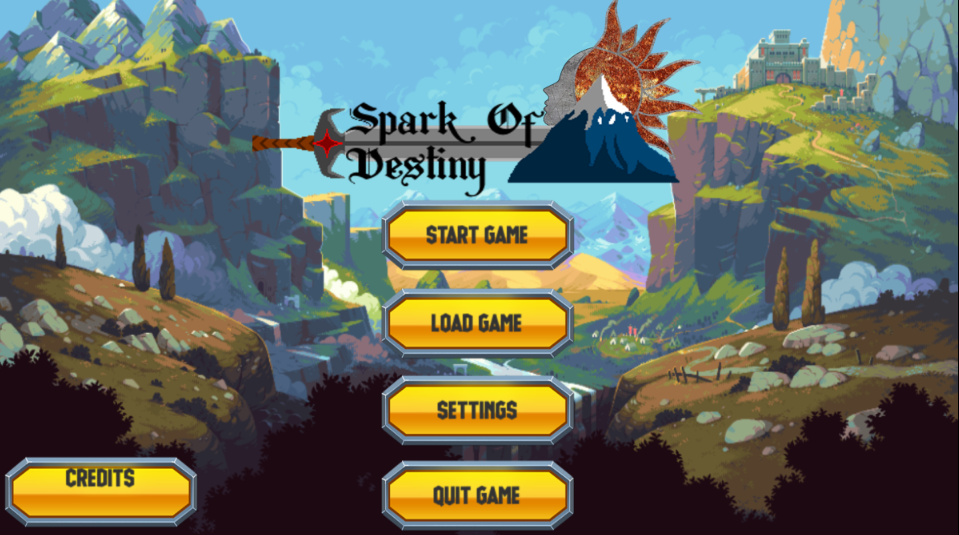 Spark Of
Destiny
START GAME
LOAD GAME
SETTINGS
CREDITS
QUIT GAME